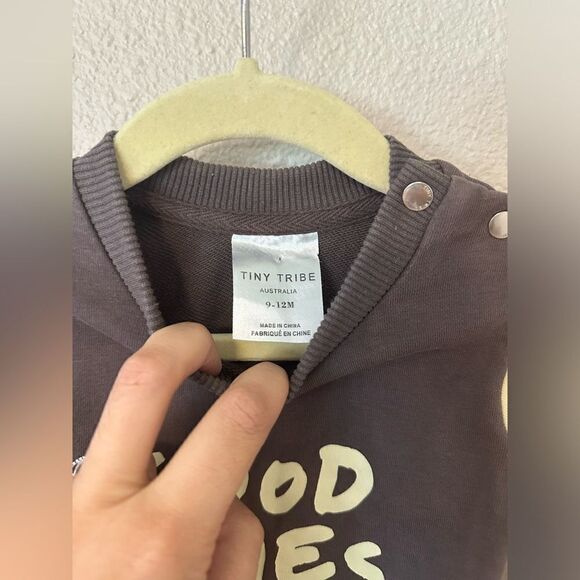 TINY TRIBE
AUSTRALIA
9-12M
MADE IN CHINA
FABRIQUÉ EN CHINE